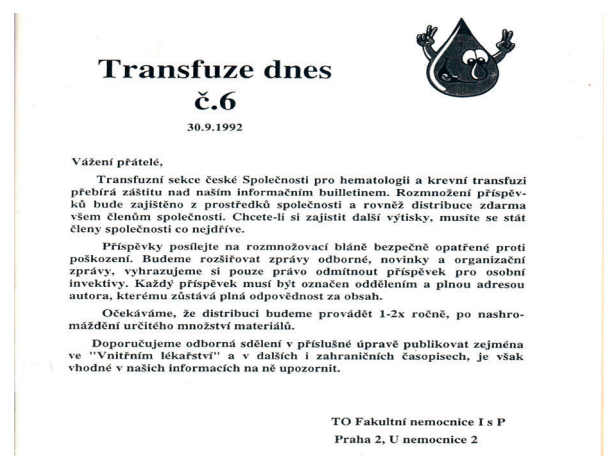 Transfuze dnes
č.6
30.9.1992
Vážení přátelé,
Transfuzní sekce české Společnosti pro hematologii a krevní transfuzi
přebírá záštitu nad naším informačním builletinem. Rozmnožení příspěv-
ků bude zajištěno z prostředků společnosti a rovněž distribuce zdarma
všem členům společnosti. Chcete-li si zajistit další výtisky, musíte se stát
členy společnosti co nejdříve.
Příspěvky posílejte na rozmnožovací bláně bezpečně opatřené proti
poškození. Budeme rozšiřovat zprávy odborné, novinky a organizační
zprávy, vyhrazujeme si pouze právo odmítnout příspěvek pro osobní
invektivy. Každý příspěvek musí být označen oddělením a plnou adresou
autora, kterému zůstává plná odpovědnost za obsah.
Očekáváme, že distribuci budeme provádět 1-2x ročně, po nashro-
máždění určitého množství materiálů.
Doporučujeme odborná sdělení v příslušné úpravě publikovat zejména
ve "Vnitřním lékařství" a v dalších i zahraničních časopisech, je však
vhodné v našich informacích na ně upozornit.
TO Fakultní nemocnice I s P
Praha 2, U nemocnice 2